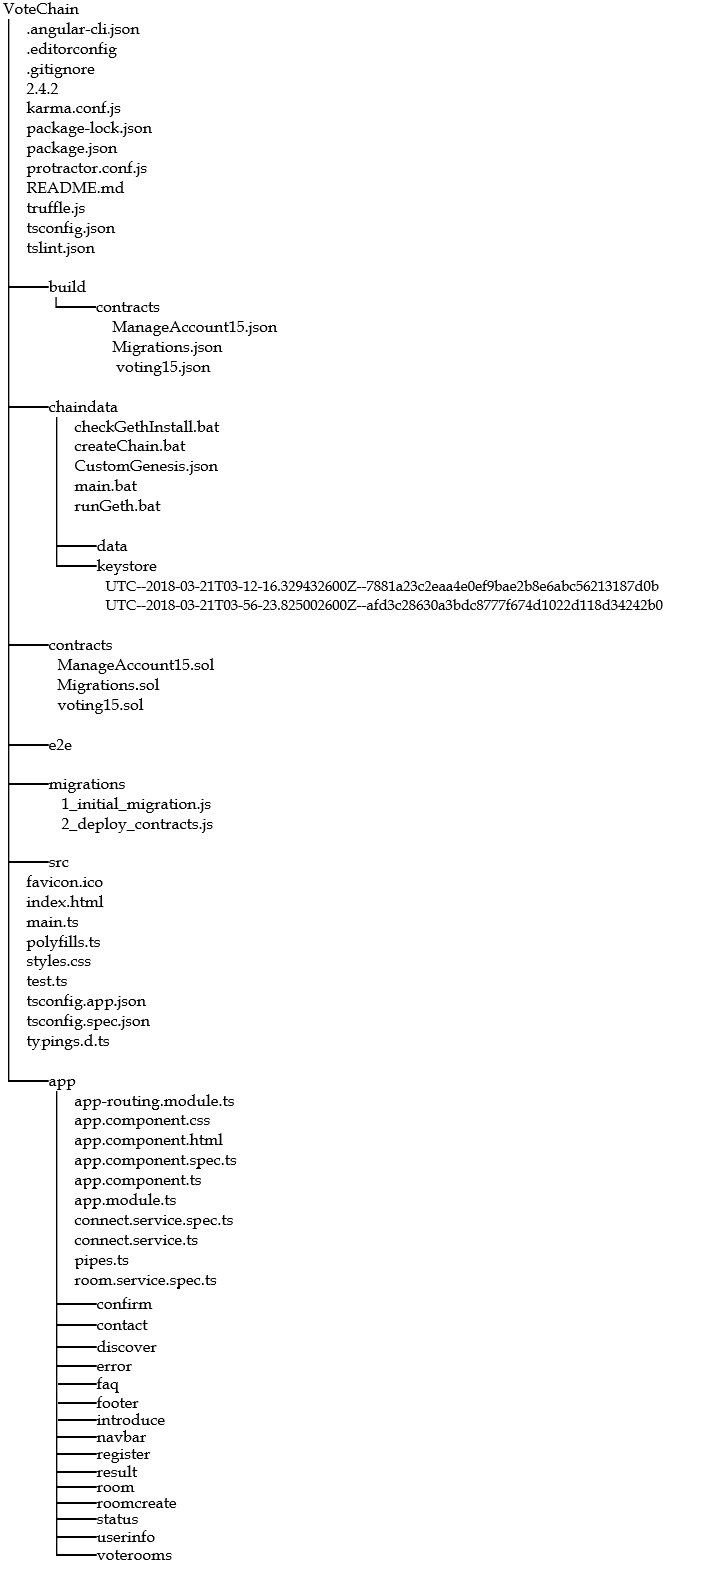 VoteChain
.angular-cli.json
.editorconfig
.gitignore
2.4.2
karma.conf.js
package-lock.json
package.json
protractor.conf.js
README.md
truffle.js
tsconfig.json
tslint.json
build
contracts
ManageAccount15.json
Migrations.json
voting15.json
chaindata
checkGethInstall.bat
createChain.bat
CustomGenesis.json
main.bat
runGeth.bat
data
keystore
UTC--2018-03-21T03-12-16.329432600Z--7881a23c2eaa4e0ef9bae2b8e6abc56213187d0b
UTC--2018-03-21T03-56-23.825002600Z--afd3c28630a3bdc8777f674d1022d118d34242b0
contracts
ManageAccount15.sol
Migrations.sol
voting15.sol
e2e
migrations
1_initial_migration.js
2_deploy_contracts.js
src
favicon.ico
index.html
main.ts
polyfills.ts
styles.css
test.ts
tsconfig.app.json
tsconfig.spec.json
typings.d.ts
app
app-routing.module.ts
app.component.css
app.component.html
app.component.spec.ts
app.component.ts
app.module.ts
connect.service.spec.ts
connect.service.ts
pipes.ts
room.service.spec.ts
confirm
contact
discover
error
faq
footer
introduce
navbar
register
result
room
roomcreate
status
userinfo
voterooms